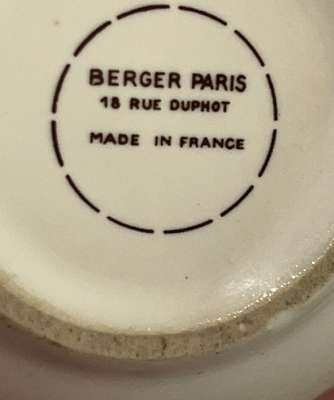 BERGER PARIS
18 RUE DUPHOT
MADE IN FRANCE